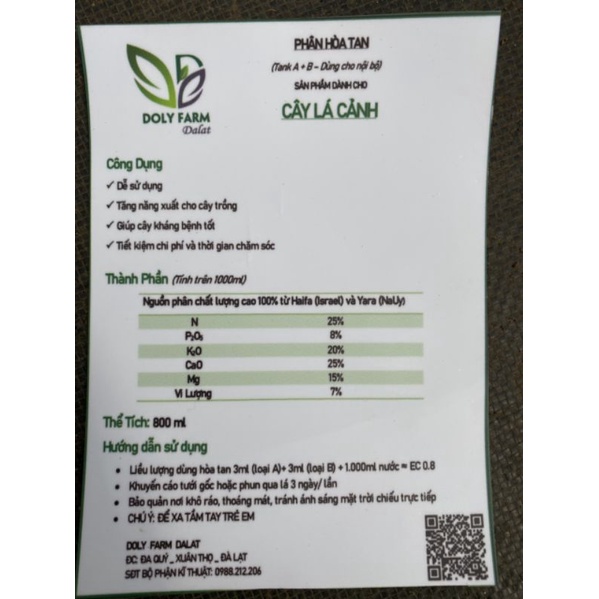 DOLY FARM
Dalat
PHÂN HÒA TAN
(Tank A + B – Dùng cho nội bộ)
SẢN PHẨM DÀNH CHO
CÂY LÁ CẢNH
Công Dụng
✓ Dễ sử dụng
✓ Tăng năng xuất cho cây trồng
✓ Giúp cây kháng bệnh tốt
✓ Tiết kiệm chi phí và thời gian chăm sóc
Thành Phần (Tính trên 1000ml)
Nguồn phân chất lượng cao 100% từ Haifa (Israel) và Yara (NaUy)
N 25%
P₂O₅ 8%
K₂O 20%
CaO 25%
Mg 15%
Vi Lượng 7%
Thể Tích: 800 ml
Hướng dẫn sử dụng
• Liều lượng dùng hòa tan 3ml (loại A)+ 3ml (loại B) + 1.000ml nước ≈ EC 0.8
• Khuyến cáo tưới gốc hoặc phun qua lá 3 ngày/ lần
• Bảo quản nơi khô ráo, thoáng mát, tránh ánh sáng mặt trời chiếu trực tiếp
• CHÚ Ý: ĐỂ XA TẦM TAY TRẺ EM
DOLY FARM DALAT
ĐC: ĐA QUÝ _ XUÂN THỌ _ ĐÀ LẠT
SĐT BỘ PHẬN KĨ THUẬT: 0988.212.206